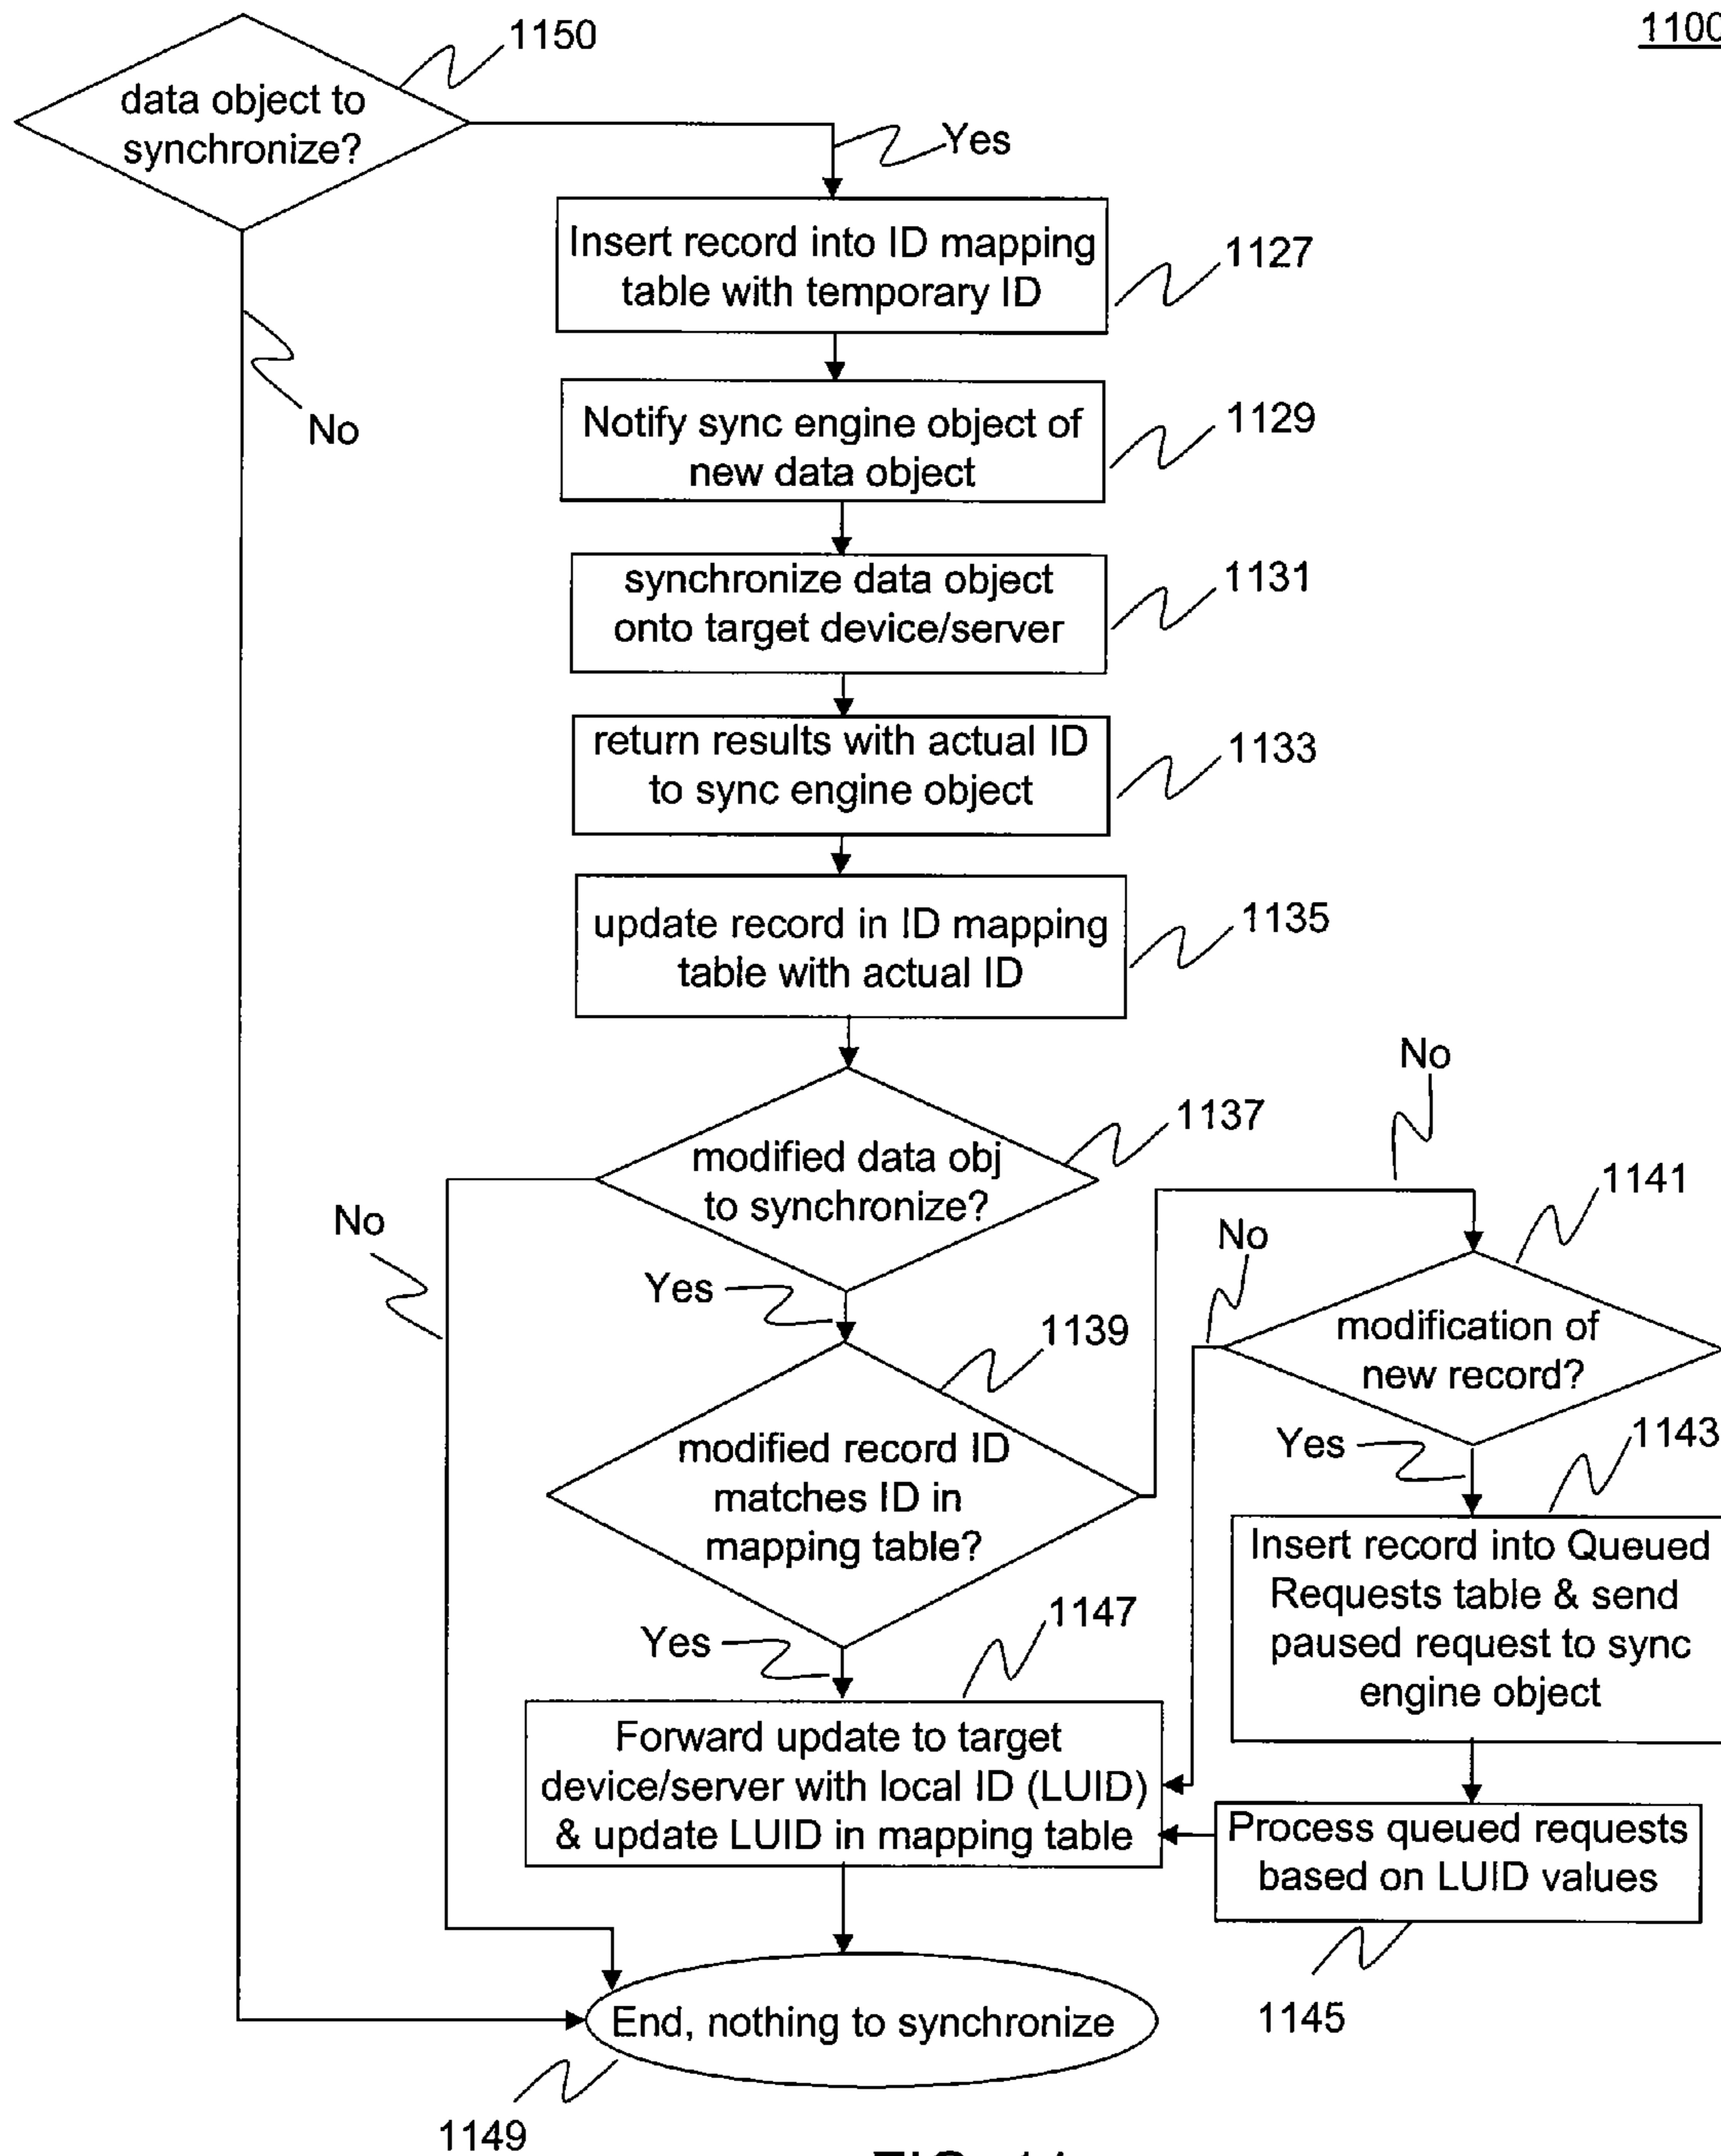 1100
1150
data object to
synchronize?
Yes
No
Insert record into ID mapping
table with temporary ID
1127
Notify sync engine object of
new data object
1129
synchronize data object
onto target device/server
1131
return results with actual ID
to sync engine object
1133
update record in ID mapping
table with actual ID
1135
modified data obj
to synchronize?
1137
No
Yes
modified record ID
matches ID in
mapping table?
1139
No
modification of
new record?
1141
No
Yes
Insert record into Queued
Requests table & send
paused request to sync
engine object
1143
Yes
Forward update to target
device/server with local ID (LUID)
& update LUID in mapping table
1147
Process queued requests
based on LUID values
1145
End, nothing to synchronize
1149